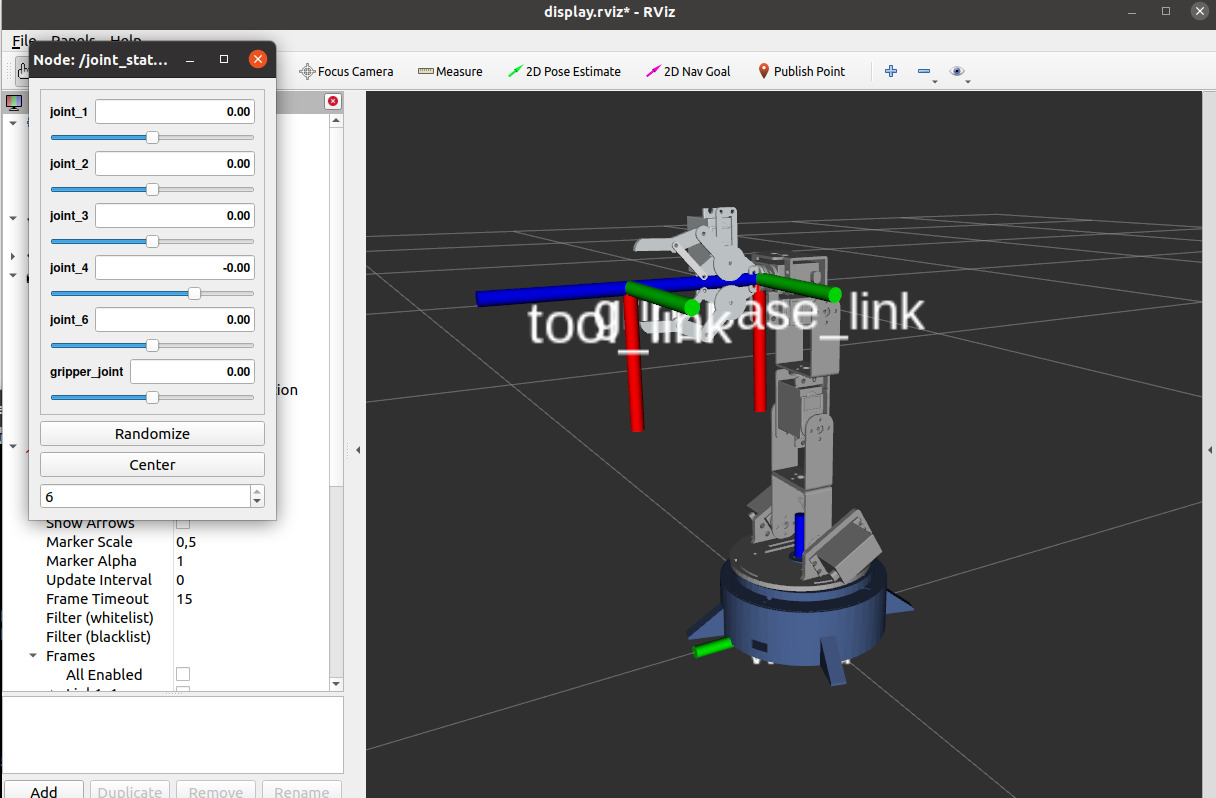 display.rviz* - RViz
File Panels Help
Node: /joint_stat...
Focus Camera Measure 2D Pose Estimate 2D Nav Goal Publish Point
joint_1 0.00
joint_2 0.00
joint_3 0.00
joint_4 -0.00
joint_6 0.00
gripper_joint 0.00
ion
Randomize
Center
6
Show Arrows
Marker Scale 0,5
Marker Alpha 1
Update Interval 0
Frame Timeout 15
Filter (whitelist)
Filter (blacklist)
Frames
All Enabled
Add Duplicate Remove Rename
tool_link
base_link